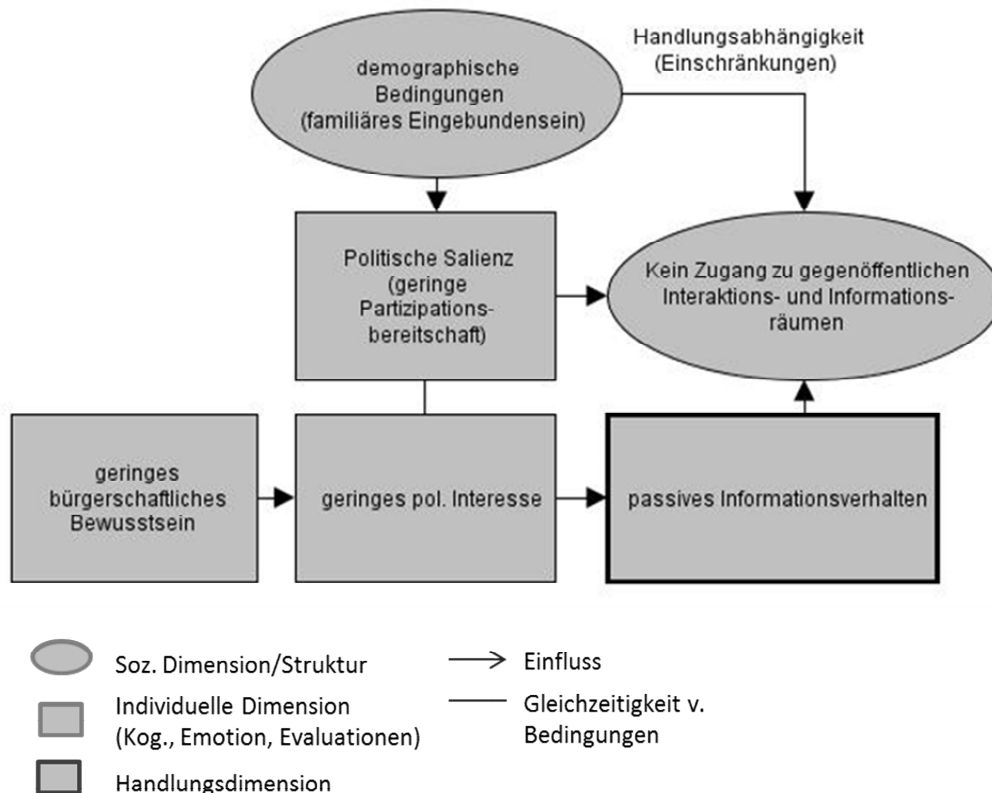 demographische
Bedingungen
(familiäres Eingebundensein)
Handlungsabhängigkeit
(Einschränkungen)
Politische Salienz
(geringe
Partizipations-
bereitschaft)
Kein Zugang zu gegenöffentlichen
Interaktions- und Informations-
räumen
geringes
bürgerschaftliches
Bewusstsein
geringes pol. Interesse
passives Informationsverhalten
Soz. Dimension/Struktur
Individuelle Dimension
(Kog., Emotion, Evaluationen)
Handlungsdimension
Einfluss
Gleichzeitigkeit v.
Bedingungen